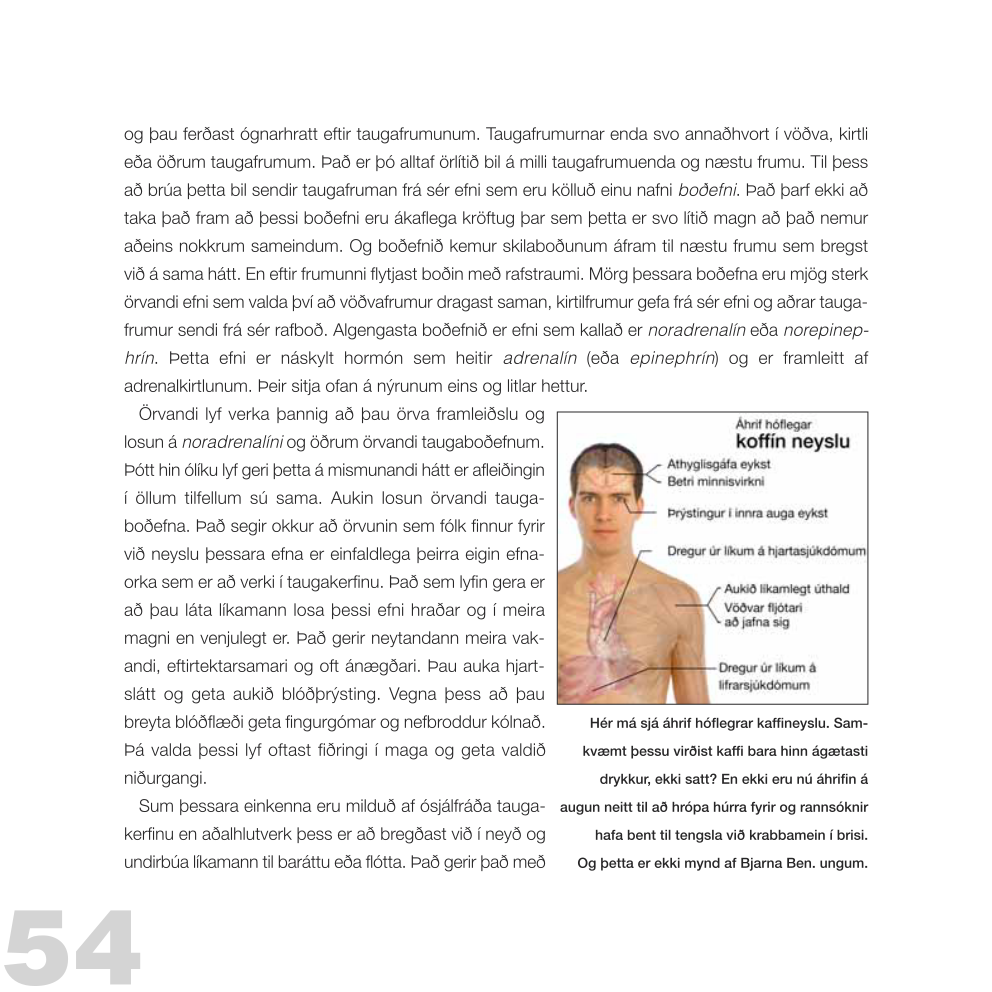 og þau ferðast ógnarhratt eftir taugafrumunum. Taugafrumurnar enda svo annaðhvort í vöðva, kirtli
eða öðrum taugafrumum. Það er þó alltaf örlítið bil á milli taugafrumuenda og næstu frumu. Til þess
að brúa þetta bil sendir taugafruman frá sér efni sem eru kölluð einu nafni boðefni. Það þarf ekki að
taka það fram að þessi boðefni eru ákaflega kröftug þar sem þetta er svo lítið magn að það nemur
aðeins nokkrum sameindum. Og boðefnið kemur skilaboðunum áfram til næstu frumu sem bregst
við á sama hátt. En eftir frumunni flytjast boðin með rafstraumi. Mörg þessara boðefna eru mjög sterk
örvandi efni sem valda því að vöðvafrumur dragast saman, kirtilfrumur gefa frá sér efni og aðrar tauga-
frumur sendi frá sér rafboð. Algengasta boðefnið er efni sem kallað er noradrenalín eða norepinep-
hrín. Þetta efni er náskylt hormón sem heitir adrenalín (eða epinephrín) og er framleitt af
adrenalkirtlunum. Þeir sitja ofan á nýrunum eins og litlar hettur.
Örvandi lyf verka þannig að þau örva framleiðslu og
losun á noradrenalíni og öðrum örvandi taugaboðefnum.
Þótt hin ólíku lyf geri þetta á mismunandi hátt er afleiðingin
í öllum tilfellum sú sama. Aukin losun örvandi tauga-
boðefna. Það segir okkur að örvunin sem fólk finnur fyrir
við neyslu þessara efna er einfaldlega þeirra eigin efna-
orka sem er að verki í taugakerfinu. Það sem lyfin gera er
að þau láta líkamann losa þessi efni hraðar og í meira
magni en venjulegt er. Það gerir neytandann meira vak-
andi, eftirtektarsamari og oft ánægðari. Þau auka hjart-
slátt og geta aukið blóðþrýsting. Vegna þess að þau
breyta blóðflæði geta fingurgómar og nefbroddur kólnað.
Þá valda þessi lyf oftast fiðringi í maga og geta valdið
niðurgangi.
Sum þessara einkenna eru milduð af ósjálfráða tauga-
kerfinu en aðalhlutverk þess er að bregðast við í neyð og
undirbúa líkamann til baráttu eða flótta. Það gerir það með
Áhrif hóflegar
koffín neyslu
Athyglisgáfa eykst
Betri minnisvirkni
Þrýstingur í innra auga eykst
Dregur úr líkum á hjartasjúkdómum
Aukið líkamlegt úthald
Vöðvar fljótari
að jafna sig
Dregur úr líkum á
lifrarsjúkdómum
Hér má sjá áhrif hóflegrar kaffineyslu. Sam-
kvæmt þessu virðist kaffi bara hinn ágætasti
drykkur, ekki satt? En ekki eru nú áhrifin á
augun neitt til að hrópa húrra fyrir og rannsóknir
hafa bent til tengsla við krabbamein í brisi.
Og þetta er ekki mynd af Bjarna Ben. ungum.
54